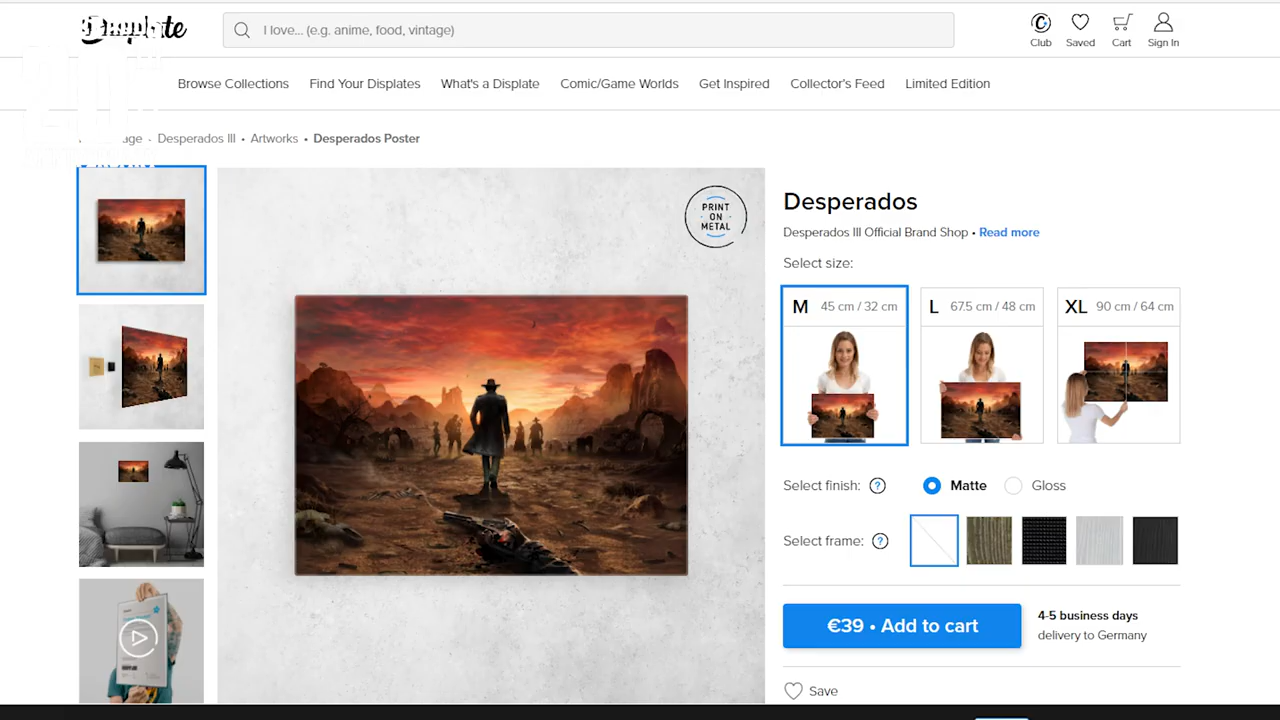 Displate
I love... (e.g. anime, food, vintage)
Club
Saved
Cart
Sign In
Browse Collections
Find Your Displates
What's a Displate
Comic/Game Worlds
Get Inspired
Collector's Feed
Limited Edition
Desperados III • Artworks • Desperados Poster
PRINT
ON
METAL
Desperados
Desperados III Official Brand Shop • Read more
Select size:
M 45 cm / 32 cm
L 67.5 cm / 48 cm
XL 90 cm / 64 cm
Select finish: ? Matte Gloss
Select frame: ?
€39 • Add to cart
4-5 business days
delivery to Germany
Save